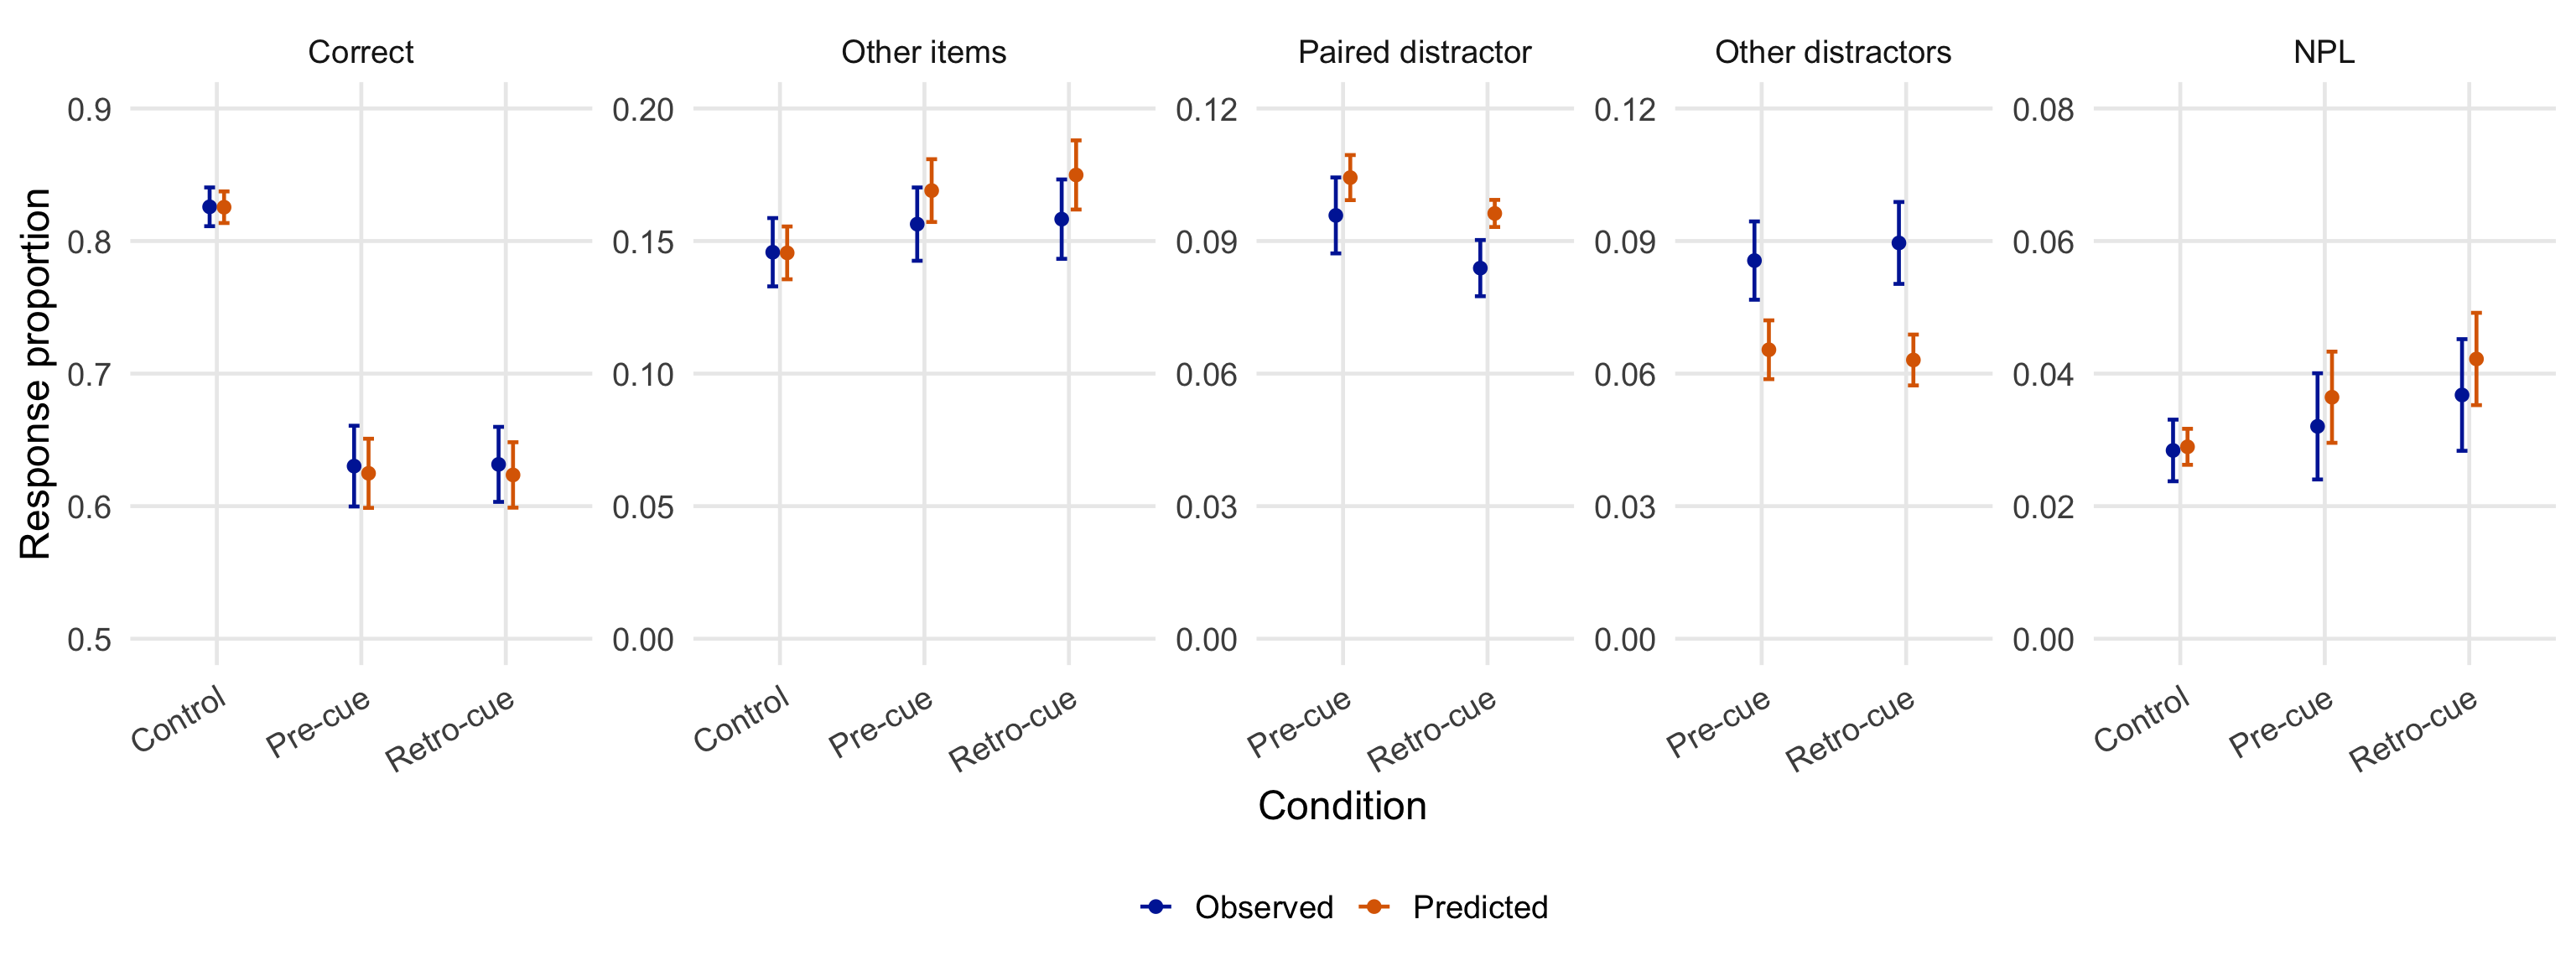 Correct
Other items
Paired distractor
Other distractors
NPL
Response proportion
0.9
0.8
0.7
0.6
0.5
0.20
0.15
0.10
0.05
0.00
0.12
0.09
0.06
0.03
0.00
0.12
0.09
0.06
0.03
0.00
0.08
0.06
0.04
0.02
0.00
Control
Pre-cue
Retro-cue
Control
Pre-cue
Retro-cue
Pre-cue
Retro-cue
Pre-cue
Retro-cue
Control
Pre-cue
Retro-cue
Condition
Observed
Predicted